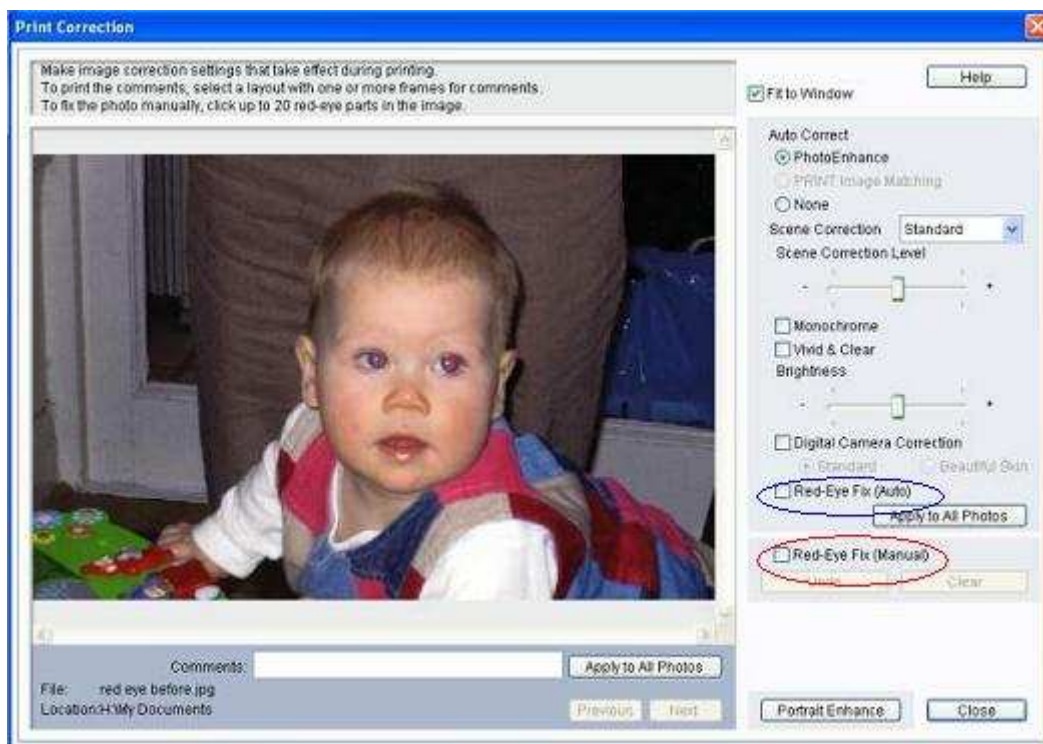 Print Correction
Make image correction settings that take effect during printing.
To print the comments, select a layout with one or more frames for comments.
To fix the photo manually, click up to 20 red-eye parts in the image.
Help
Fit to Window
Auto Correct
PhotoEnhance
PRINT Image Matching
None
Scene Correction Standard
Scene Correction Level
- +
Monochrome
Vivid & Clear
Brightness
- +
Digital Camera Correction
Standard Beautiful Skin
Red-Eye Fix (Auto)
Apply to All Photos
Red-Eye Fix (Manual)
Undo Clear
Comments: Apply to All Photos
File: red eye before.jpg
Location:H:\My Documents
Previous Next
Portrait Enhance Close